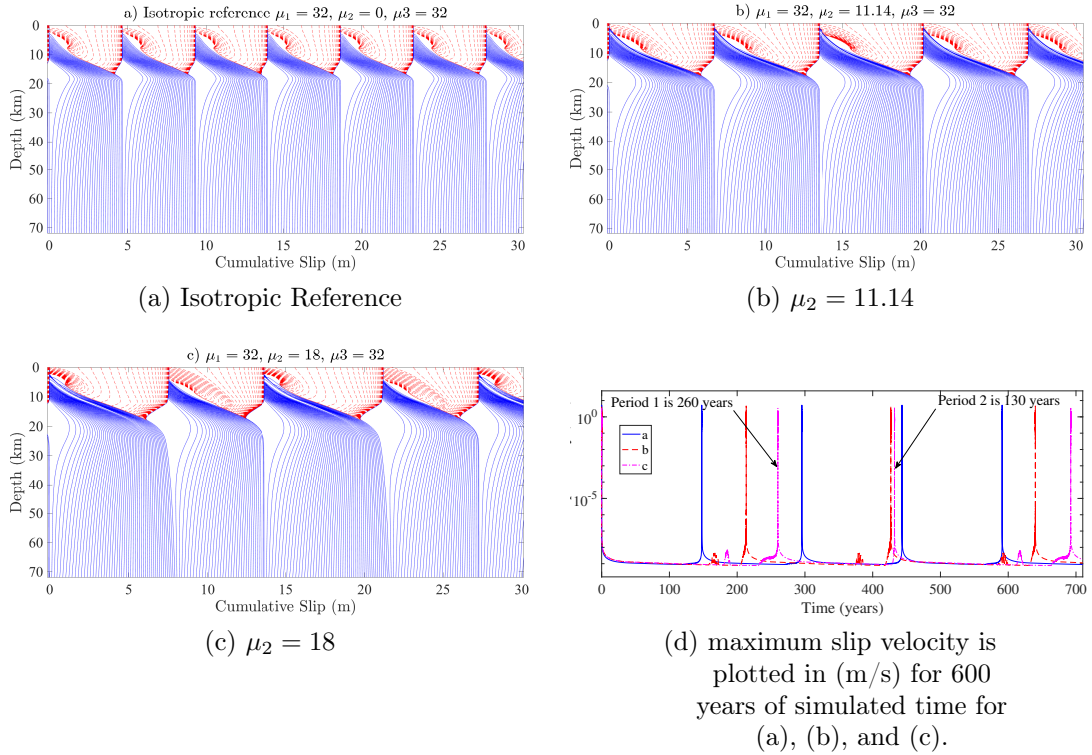 a) Isotropic reference μ₁ = 32, μ₂ = 0, μ3 = 32
0
10
20
30
40
50
60
70
Depth (km)
0 5 10 15 20 25 30
Cumulative Slip (m)
(a) Isotropic Reference
b) μ₁ = 32, μ₂ = 11.14, μ3 = 32
0
10
20
30
40
50
60
70
Depth (km)
0 5 10 15 20 25 30
Cumulative Slip (m)
(b) μ₂ = 11.14
c) μ₁ = 32, μ₂ = 18, μ3 = 32
0
10
20
30
40
50
60
70
Depth (km)
0 5 10 15 20 25 30
Cumulative Slip (m)
(c) μ₂ = 18
Period 1 is 260 years
Period 2 is 130 years
10⁰
10⁻⁵
a
b
c
0 100 200 300 400 500 600 700
Time (years)
(d) maximum slip velocity is
plotted in (m/s) for 600
years of simulated time for
(a), (b), and (c).